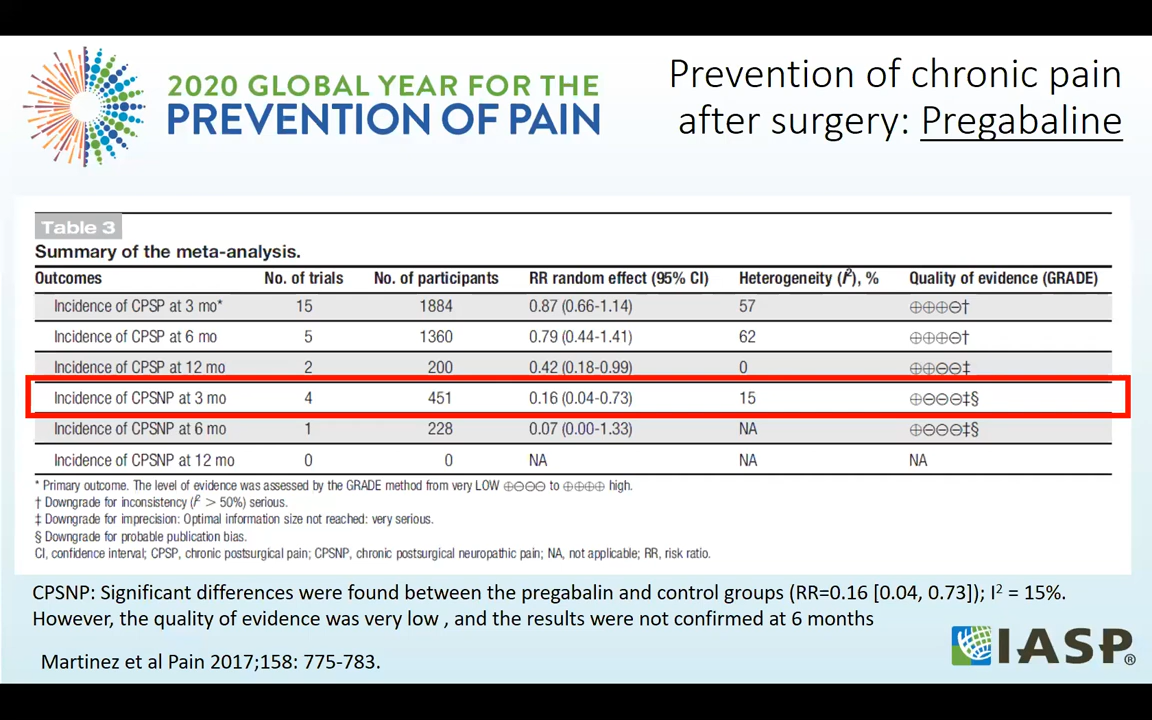 2020 GLOBAL YEAR FOR THE
PREVENTION OF PAIN
Prevention of chronic pain
after surgery: Pregabaline
Table 3
Summary of the meta-analysis.
Outcomes No. of trials No. of participants RR random effect (95% CI) Heterogeneity (I²), % Quality of evidence (GRADE)
Incidence of CPSP at 3 mo* 15 1884 0.87 (0.66-1.14) 57 ⊕⊕⊕⊖†
Incidence of CPSP at 6 mo 5 1360 0.79 (0.44-1.41) 62 ⊕⊕⊕⊖†
Incidence of CPSP at 12 mo 2 200 0.42 (0.18-0.99) 0 ⊕⊕⊖⊖‡
Incidence of CPSNP at 3 mo 4 451 0.16 (0.04-0.73) 15 ⊕⊖⊖⊖‡§
Incidence of CPSNP at 6 mo 1 228 0.07 (0.00-1.33) NA ⊕⊖⊖⊖‡§
Incidence of CPSNP at 12 mo 0 0 NA NA NA
* Primary outcome. The level of evidence was assessed by the GRADE method from very LOW ⊕⊖⊖⊖ to ⊕⊕⊕⊕ high.
† Downgrade for inconsistency (I² > 50%) serious.
‡ Downgrade for imprecision: Optimal information size not reached: very serious.
§ Downgrade for probable publication bias.
CI, confidence interval; CPSP, chronic postsurgical pain; CPSNP, chronic postsurgical neuropathic pain; NA, not applicable; RR, risk ratio.
CPSNP: Significant differences were found between the pregabalin and control groups (RR=0.16 [0.04, 0.73]); I² = 15%.
However, the quality of evidence was very low , and the results were not confirmed at 6 months
Martinez et al Pain 2017;158: 775-783.
IASP®